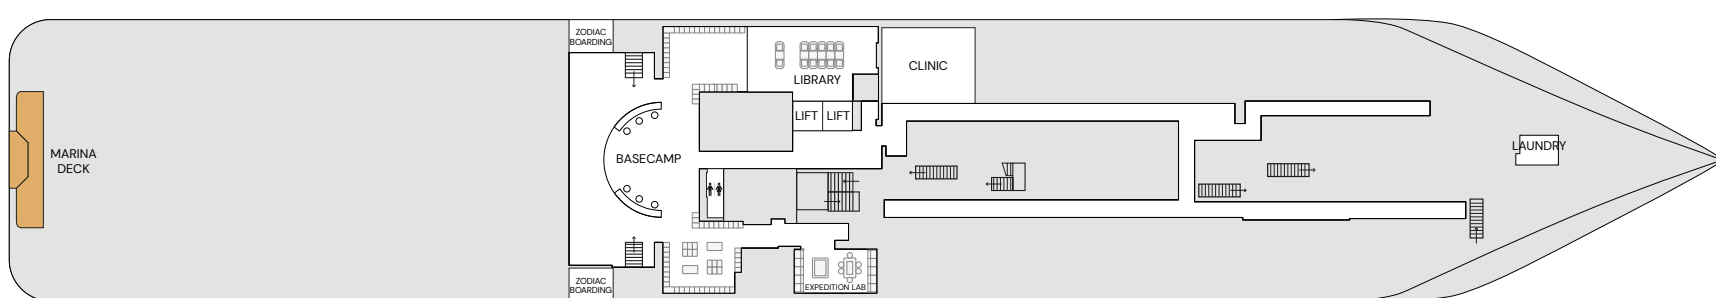 ZODIAC
BOARDING
LIBRARY
CLINIC
LIFT
LIFT
MARINA
DECK
BASECAMP
LAUNDRY
ZODIAC
BOARDING
EXPEDITION LAB